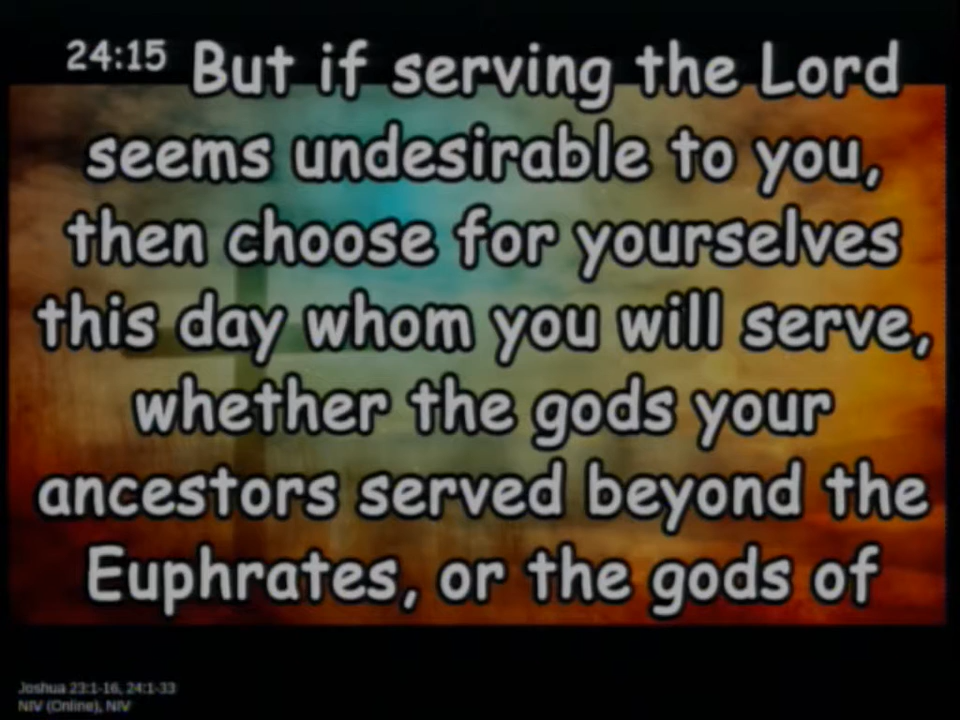 24:15 But if serving the Lord
seems undesirable to you,
then choose for yourselves
this day whom you will serve,
whether the gods your
ancestors served beyond the
Euphrates, or the gods of
Joshua 23:1-16, 24:1-33
NIV (Online), NIV